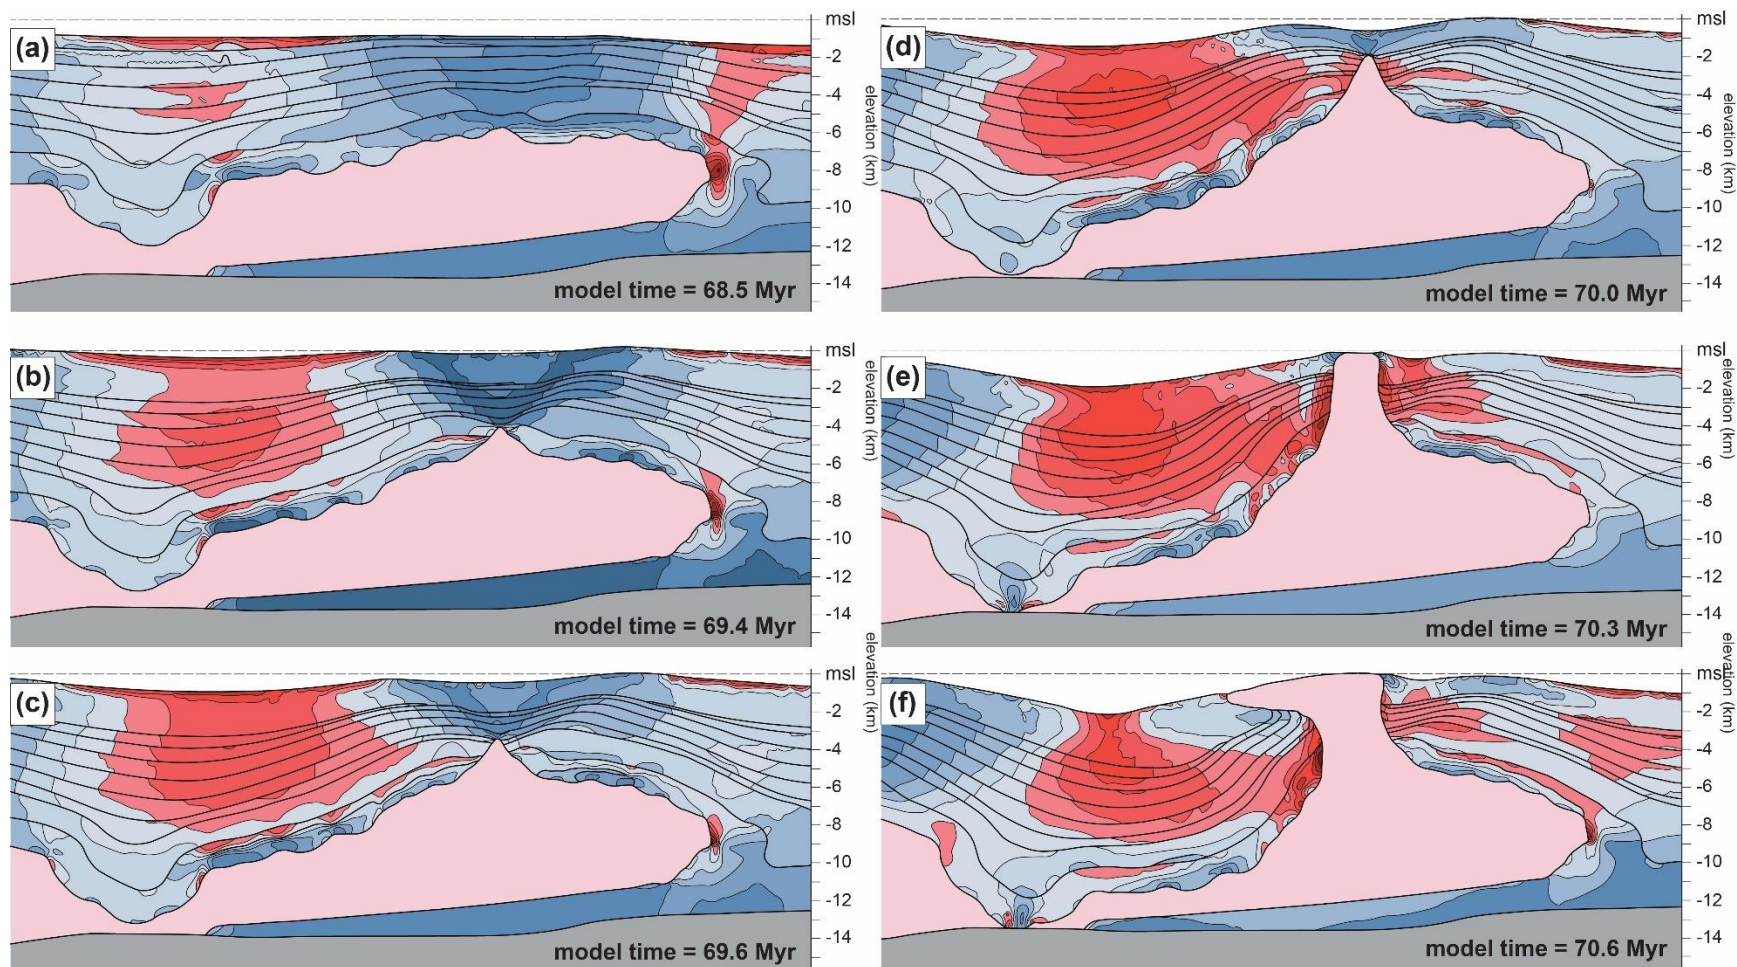 (a)
msl
-2
-4
-6
-8
-10
-12
-14
elevation (km)
model time = 68.5 Myr
(b)
msl
-2
-4
-6
-8
-10
-12
-14
elevation (km)
model time = 69.4 Myr
(c)
msl
-2
-4
-6
-8
-10
-12
-14
elevation (km)
model time = 69.6 Myr
(d)
msl
-2
-4
-6
-8
-10
-12
-14
elevation (km)
model time = 70.0 Myr
(e)
msl
-2
-4
-6
-8
-10
-12
-14
elevation (km)
model time = 70.3 Myr
(f)
msl
-2
-4
-6
-8
-10
-12
-14
elevation (km)
model time = 70.6 Myr